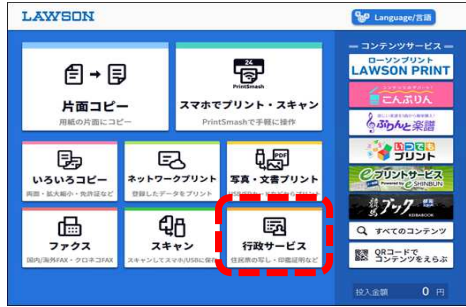 LAWSON
Language/言語
片面コピー
用紙の片面にコピー
24
PrintSmash
スマホでプリント・スキャン
PrintSmashで手軽に操作
いろいろコピー
両面・拡大縮小・免許証など
ネットワークプリント
登録したデータをプリント
PDF
写真・文書プリント
ファクス
国内/海外FAX・クロネコFAX
スキャン
スキャンしてスマホ/USBに保存
行政サービス
住民票の写し・印鑑証明など
コンテンツサービス
ローソンプリント
LAWSON PRINT
こんぷりん
ぷりんと楽譜
いつでも
プリント
eプリントサービス
Powered by e-SHINBUN
競馬ブック
KEIBABOOK
すべてのコンテンツ
QRコードで
コンテンツをえらぶ
投入金額 0 円